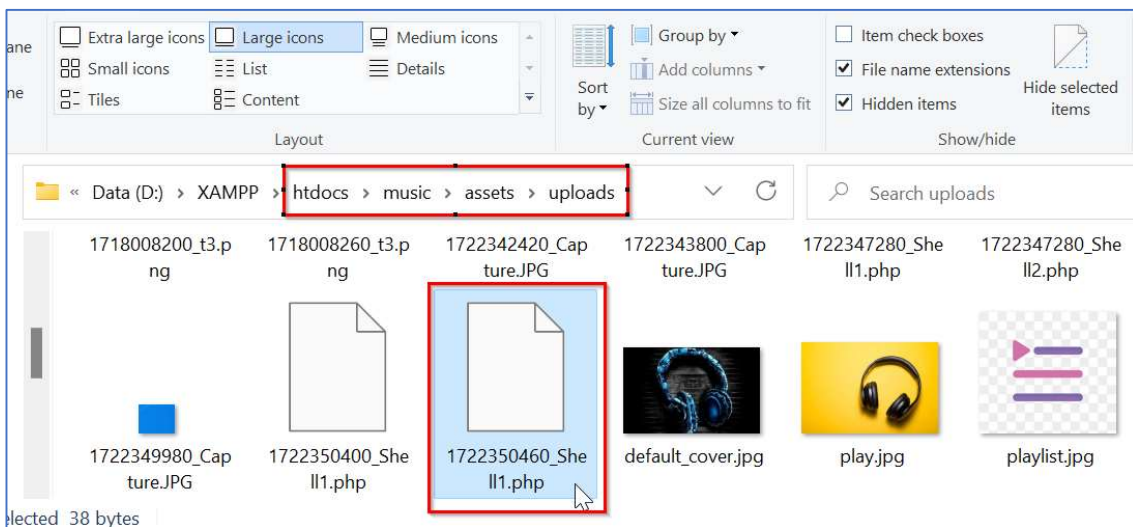 ane
Extra large icons Large icons Medium icons
Small icons List Details
ne
Tiles Content
Layout
Sort
by
Group by
Add columns
Size all columns to fit
Current view
Item check boxes
File name extensions
Hidden items
Hide selected
items
Show/hide
« Data (D:) › XAMPP › htdocs › music › assets › uploads
Search uploads
1718008200_t3.p
ng
1718008260_t3.p
ng
1722342420_Cap
ture.JPG
1722343800_Cap
ture.JPG
1722347280_She
ll1.php
1722347280_She
ll2.php
1722349980_Cap
ture.JPG
1722350400_She
ll1.php
1722350460_She
ll1.php
default_cover.jpg
play.jpg
playlist.jpg
elected 38 bytes